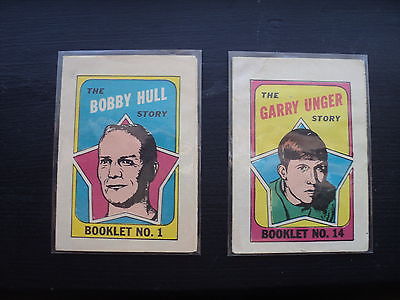 THE
BOBBY HULL
STORY
BOOKLET NO. 1
THE
GARRY UNGER
STORY
BOOKLET NO. 14